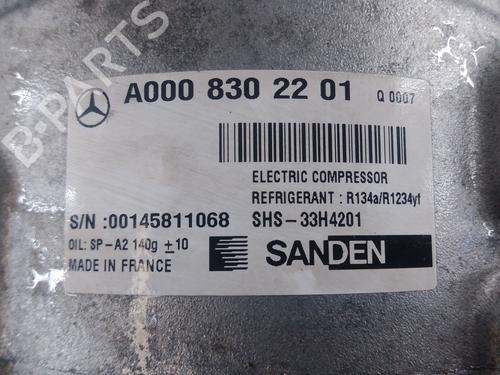 B-PARTS
A000 830 22 01 Q 0007
ELECTRIC COMPRESSOR
REFRIGERANT : R134a/R1234yf
S/N :00145811068 SHS-33H4201
OIL: SP-A2 140g ±10
MADE IN FRANCE
SANDEN